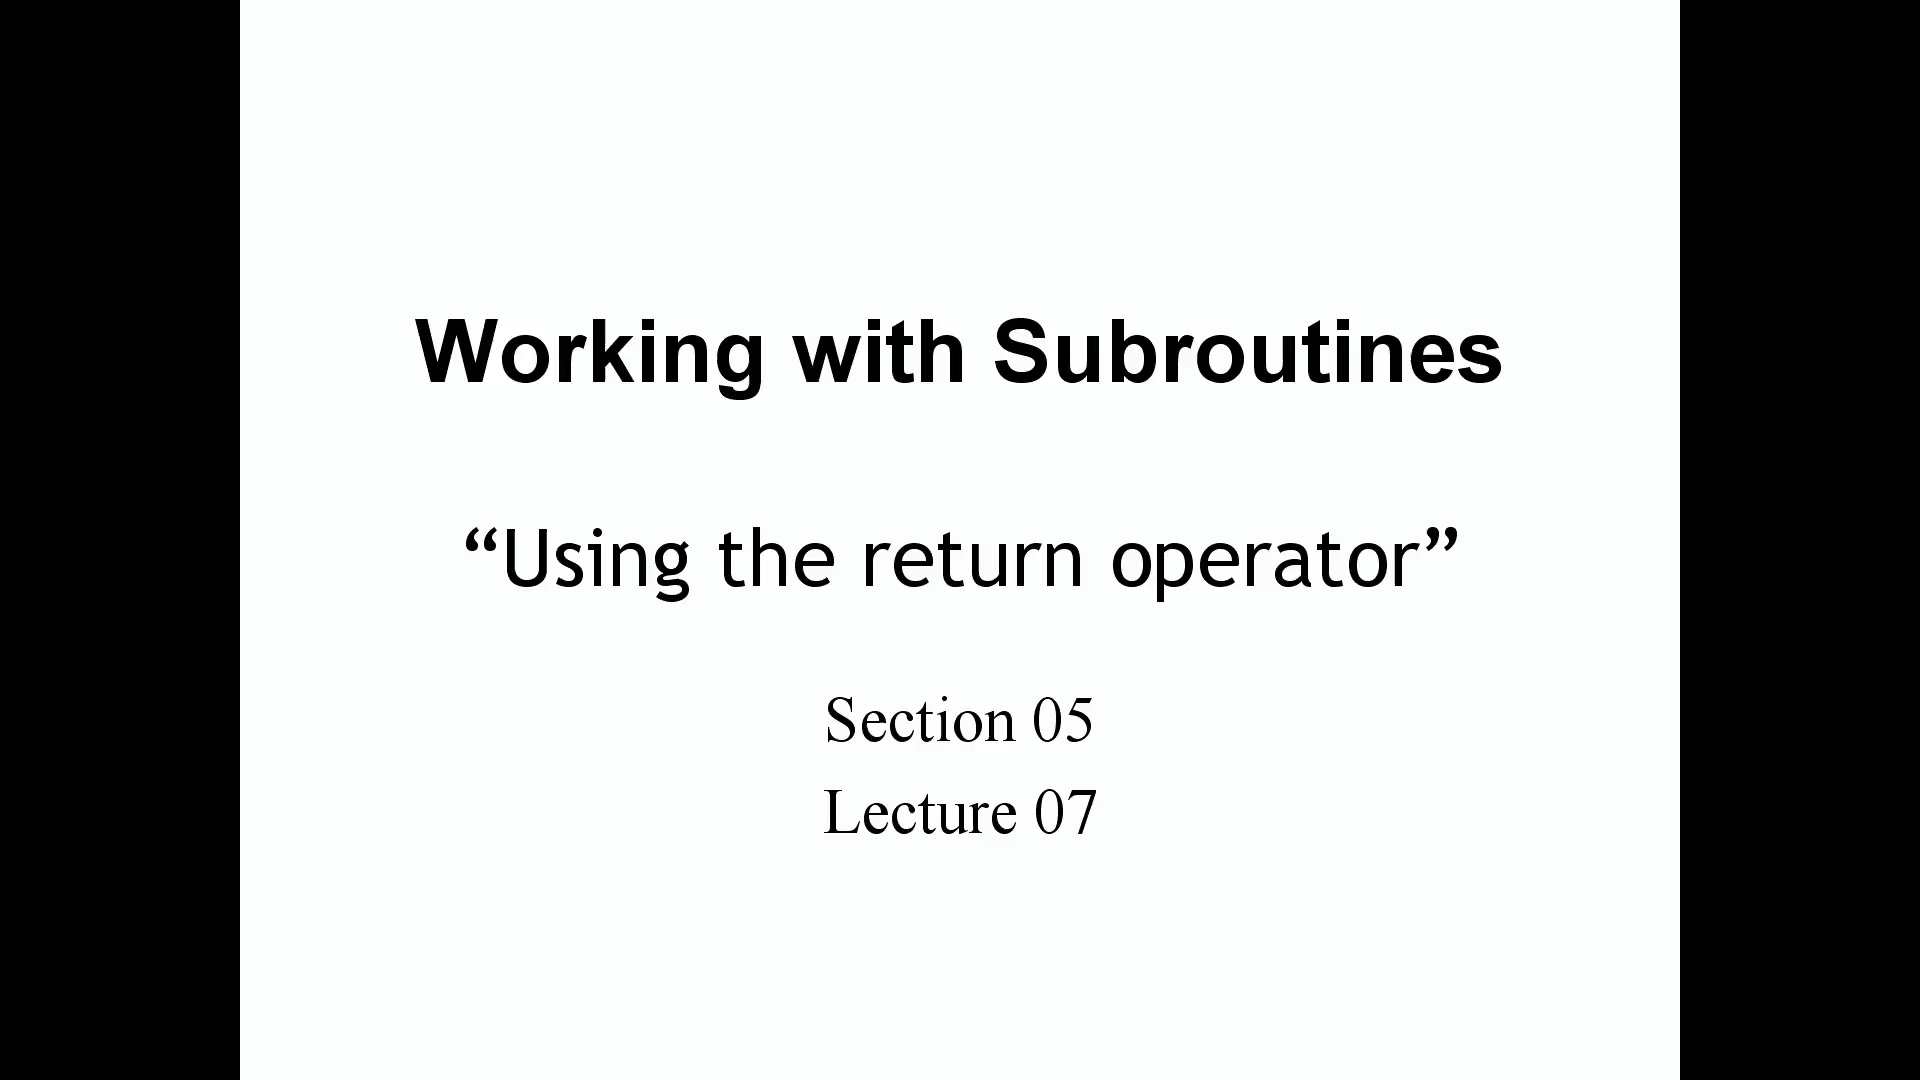 Working with Subroutines
“Using the return operator”
Section 05
Lecture 07